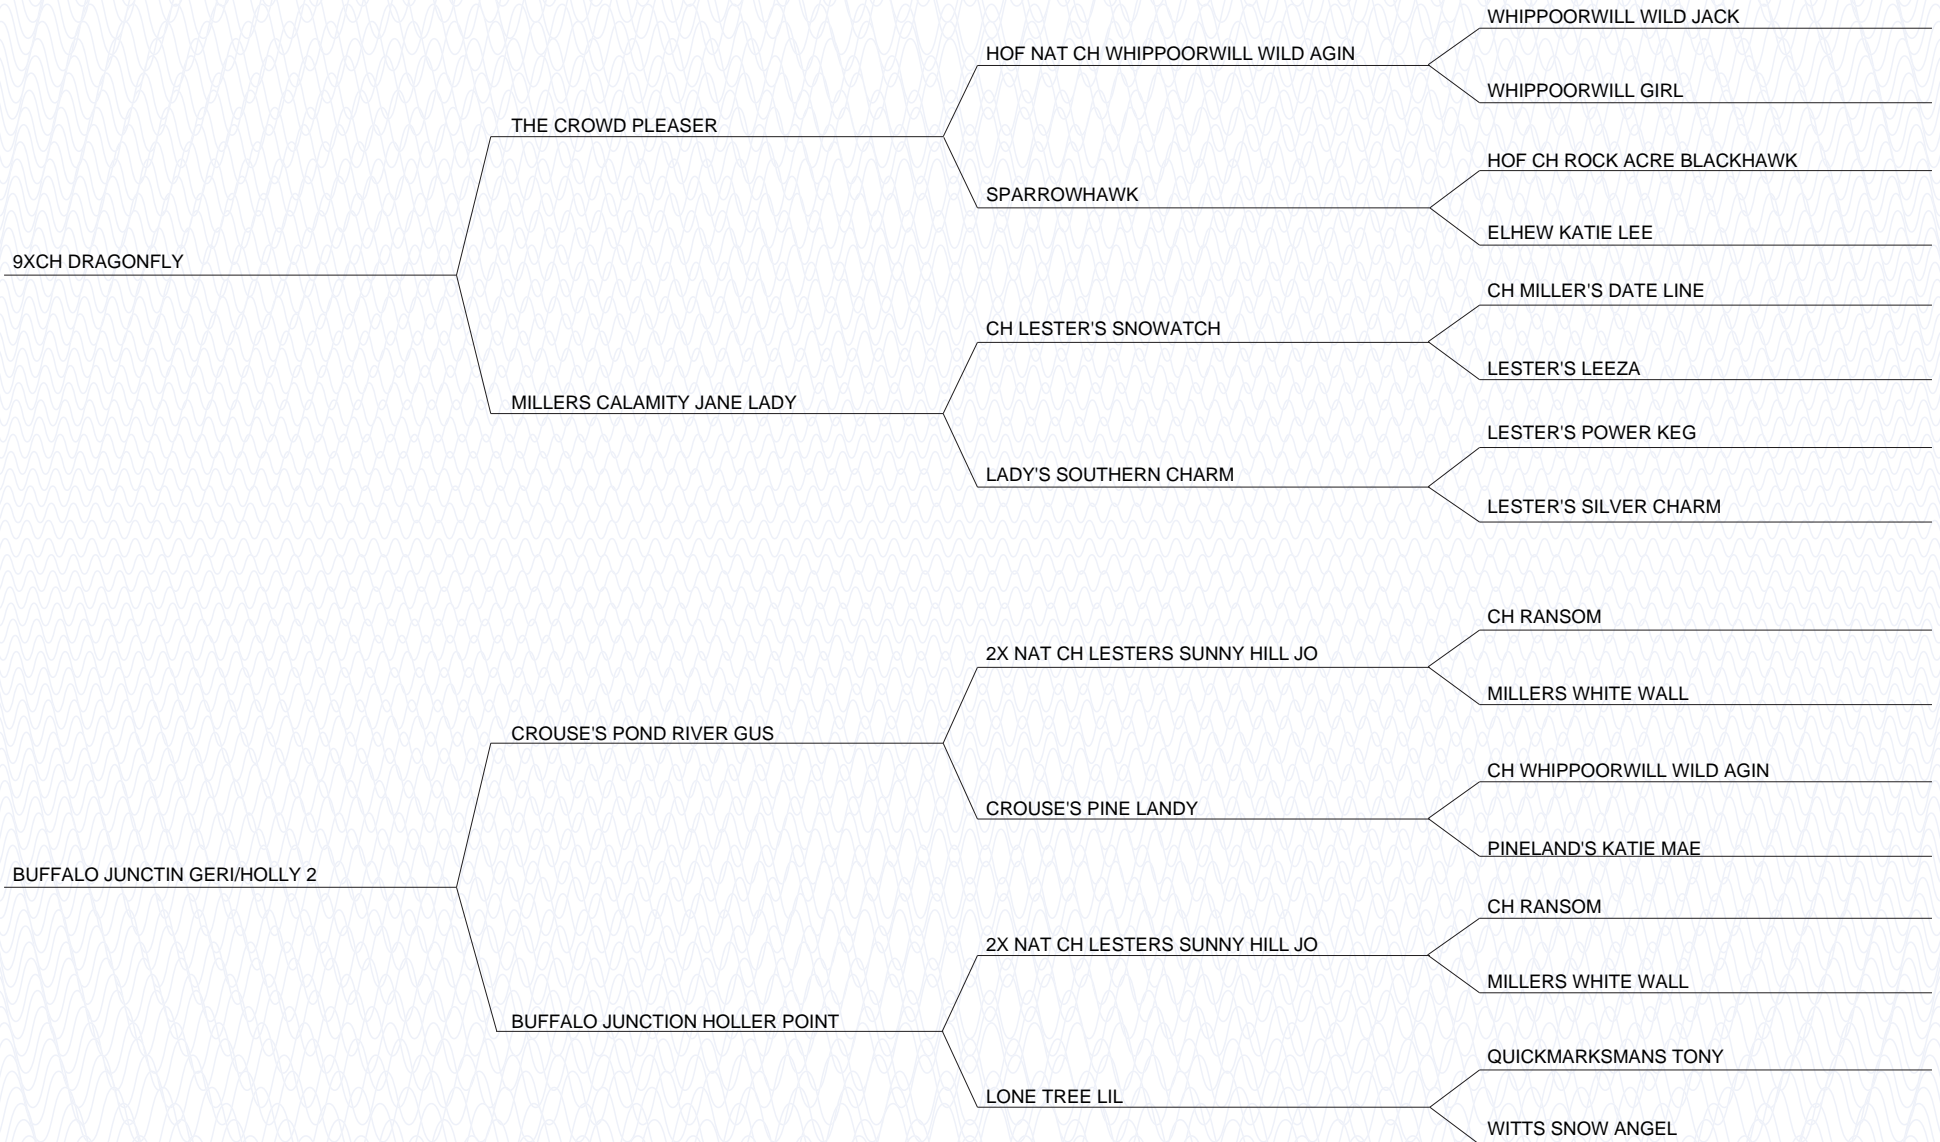 WHIPPOORWILL WILD JACK
HOF NAT CH WHIPPOORWILL WILD AGIN
WHIPPOORWILL GIRL
THE CROWD PLEASER
HOF CH ROCK ACRE BLACKHAWK
SPARROWHAWK
ELHEW KATIE LEE
9XCH DRAGONFLY
CH MILLER'S DATE LINE
CH LESTER'S SNOWATCH
LESTER'S LEEZA
MILLERS CALAMITY JANE LADY
LESTER'S POWER KEG
LADY'S SOUTHERN CHARM
LESTER'S SILVER CHARM
CH RANSOM
2X NAT CH LESTERS SUNNY HILL JO
MILLERS WHITE WALL
CROUSE'S POND RIVER GUS
CH WHIPPOORWILL WILD AGIN
CROUSE'S PINE LANDY
PINELAND'S KATIE MAE
BUFFALO JUNCTIN GERI/HOLLY 2
CH RANSOM
2X NAT CH LESTERS SUNNY HILL JO
MILLERS WHITE WALL
BUFFALO JUNCTION HOLLER POINT
QUICKMARKSMANS TONY
LONE TREE LIL
WITTS SNOW ANGEL